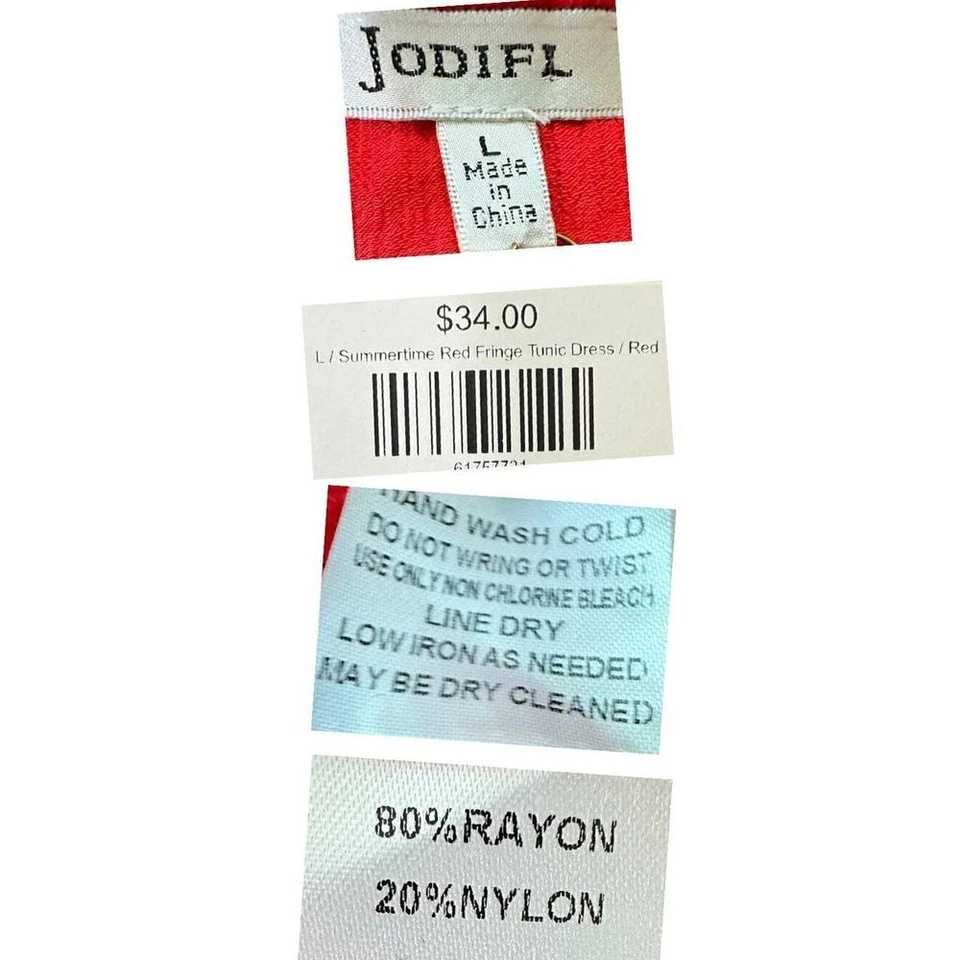 JODIFL
L
Made
in
China
$34.00
L / Summertime Red Fringe Tunic Dress / Red
HAND WASH COLD
DO NOT WRING OR TWIST
USE ONLY NON CHLORINE BLEACH
LINE DRY
LOW IRON AS NEEDED
MAY BE DRY CLEANED
80%RAYON
20%NYLON